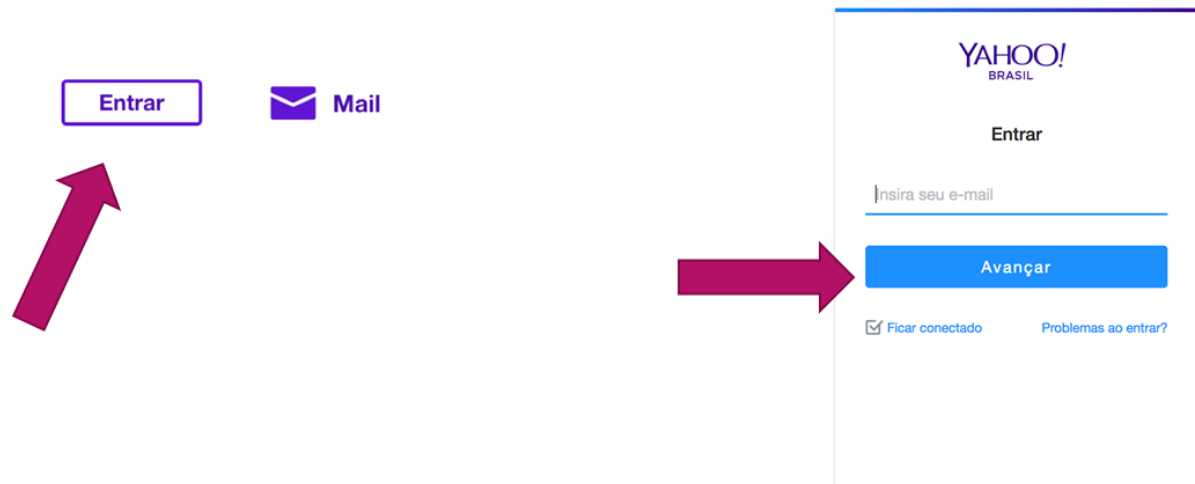 Entrar
Mail
YAHOO!
BRASIL
Entrar
Insira seu e-mail
Avançar
Ficar conectado
Problemas ao entrar?